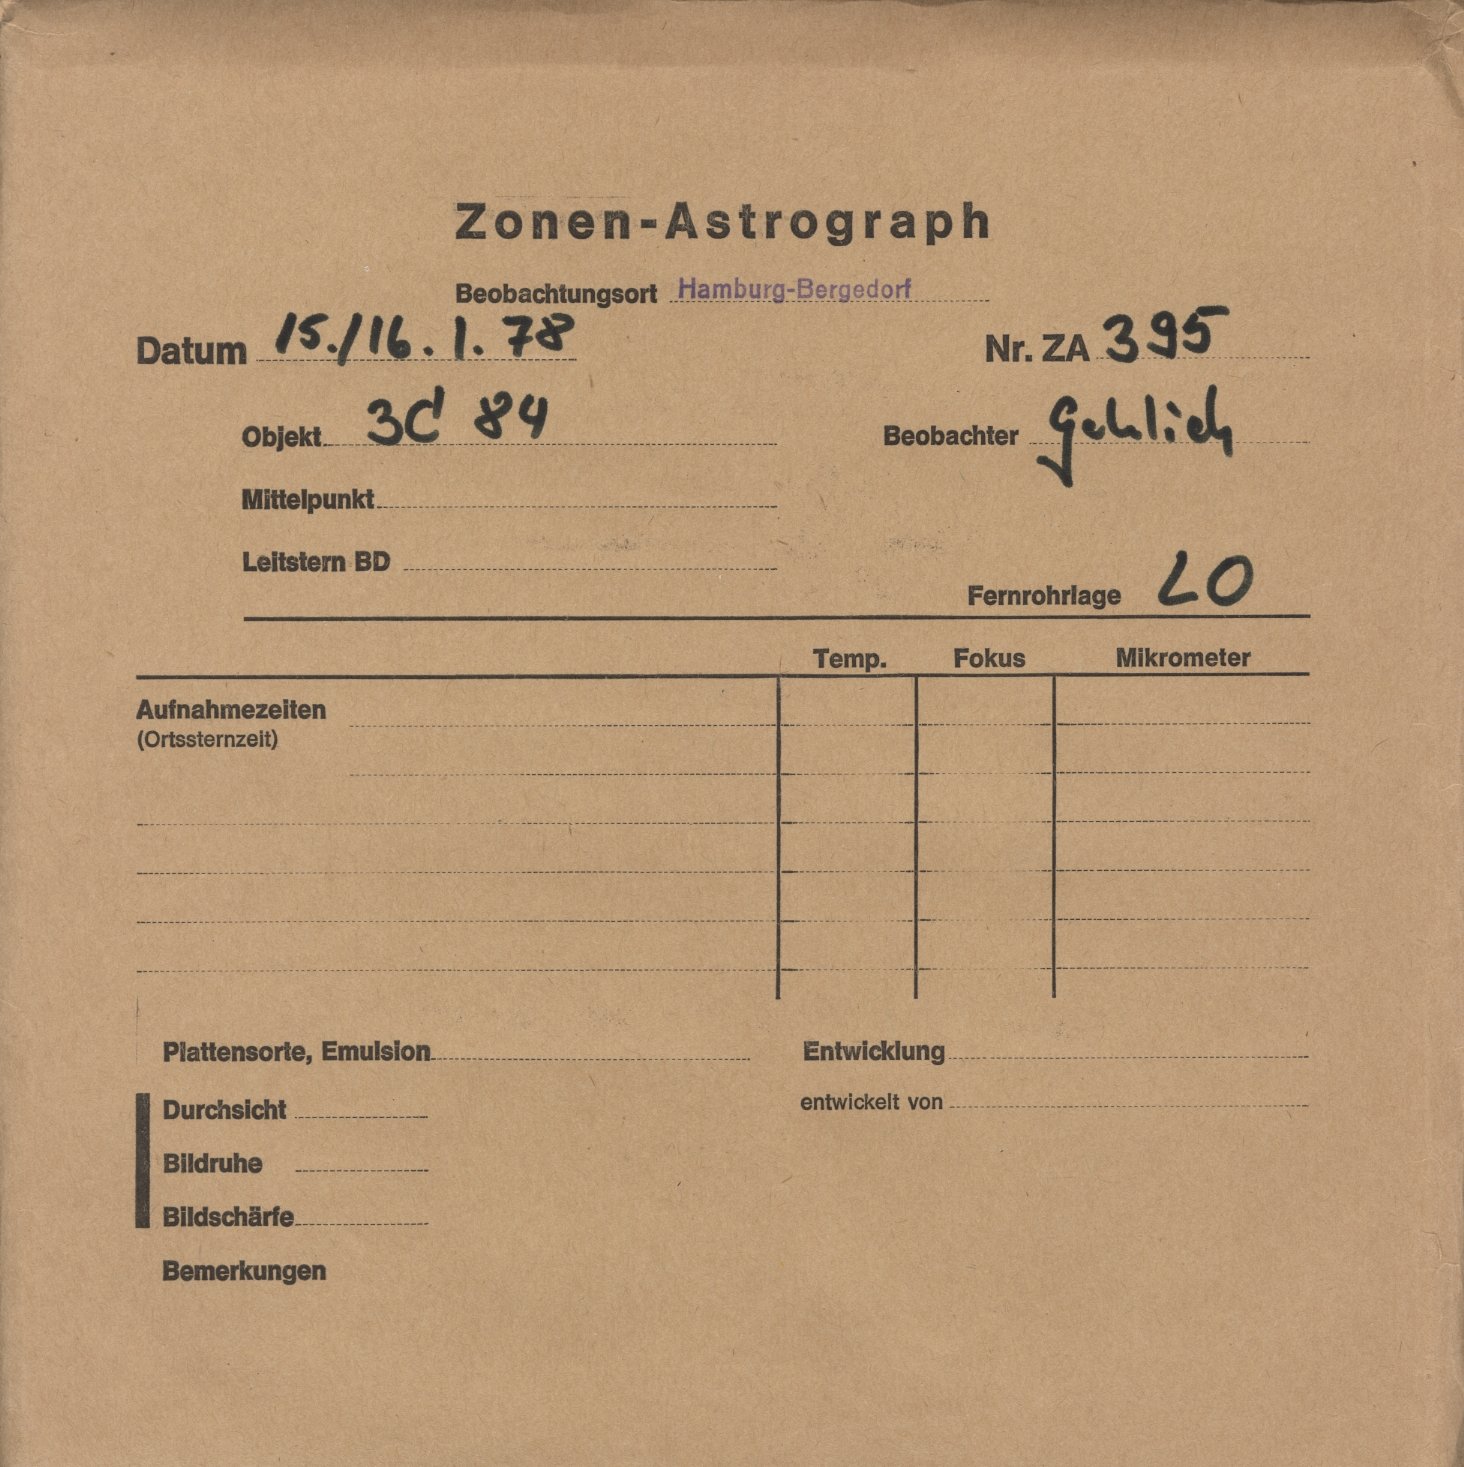 Zonen-Astrograph
Beobachtungsort Hamburg-Bergedorf
Datum 15./16. 1. 78 Nr. ZA 395
Objekt 3C 84 Beobachter Gehlich
Mittelpunkt
Leitstern BD
Fernrohrlage LO
Temp. Fokus Mikrometer
Aufnahmezeiten
(Ortssternzeit)
Plattensorte, Emulsion Entwicklung
Durchsicht entwickelt von
Bildruhe
Bildschärfe
Bemerkungen